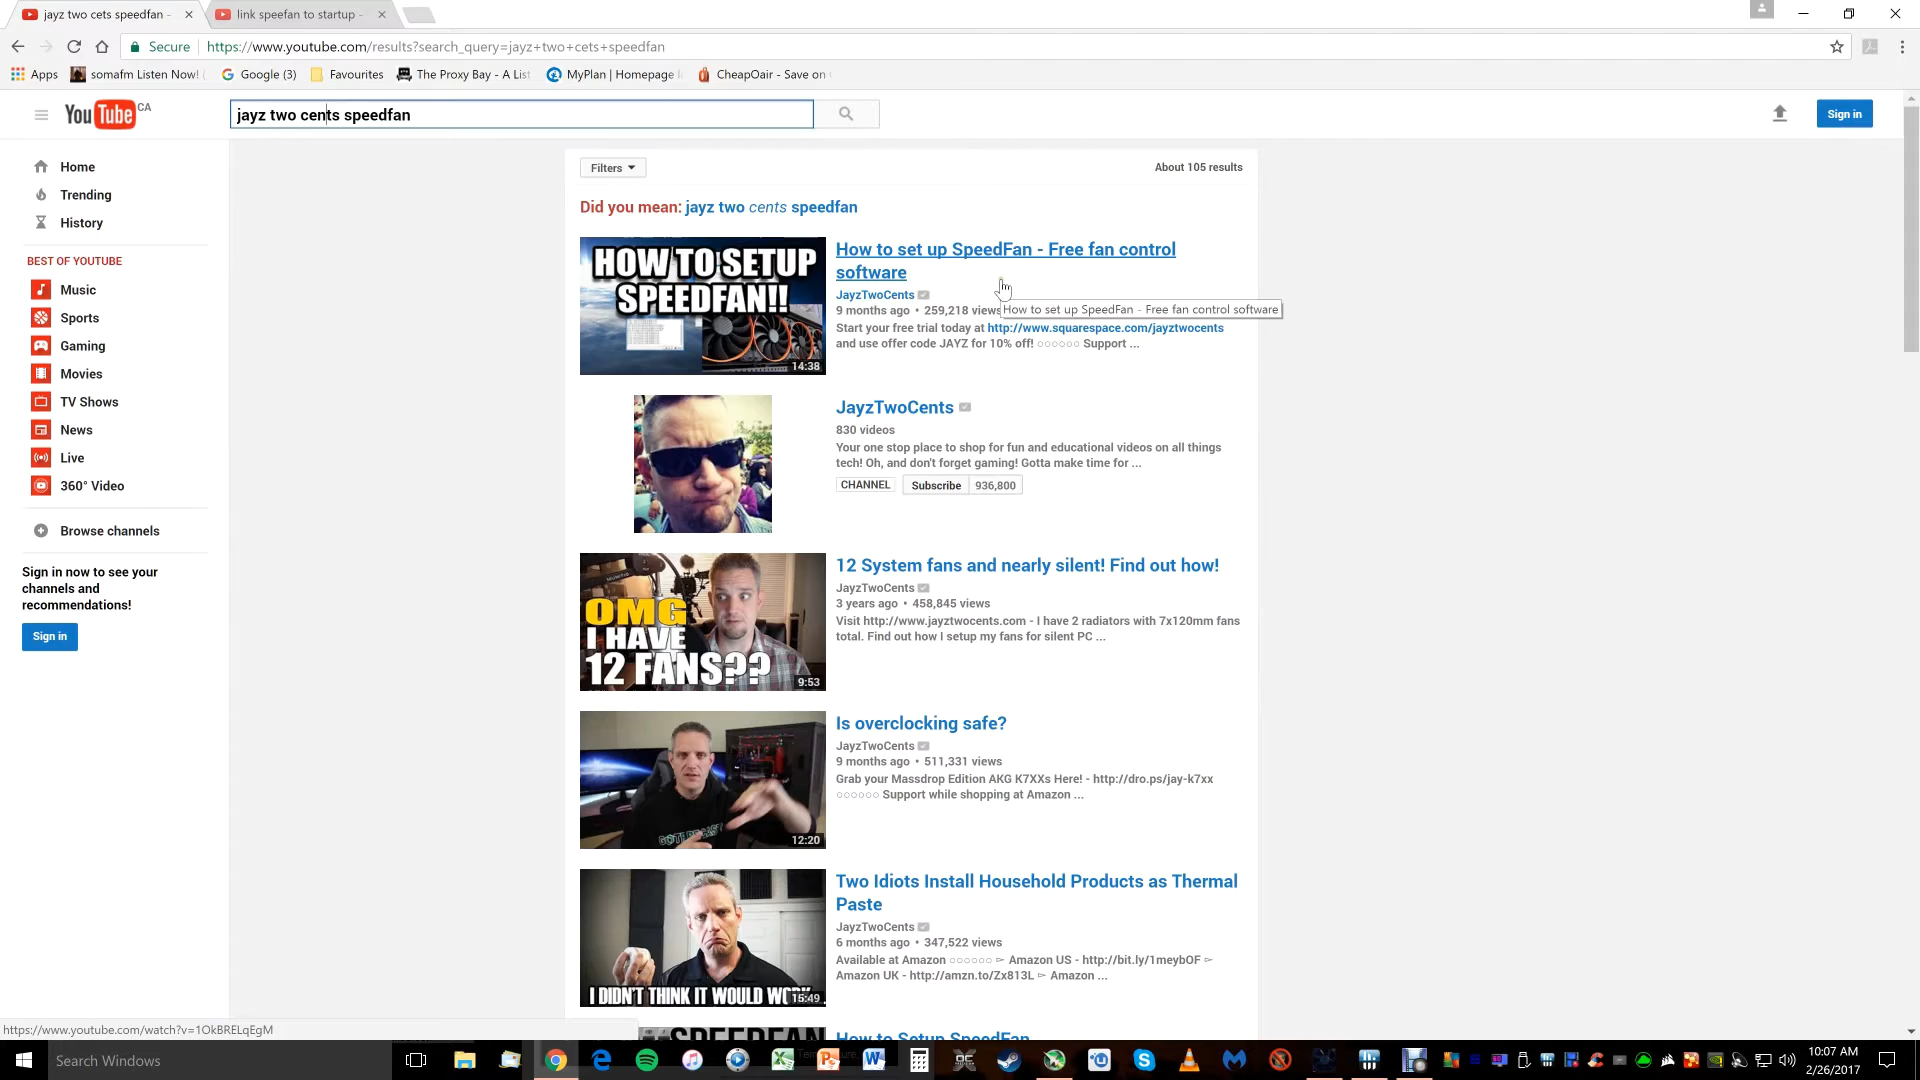 jayz two cets speedfan -
link speefan to startup -
Secure
https://www.youtube.com/results?search_query=jayz+two+cets+speedfan
Apps
somafm Listen Now!
Google (3)
Favourites
The Proxy Bay - A List
MyPlan | Homepage
CheapOair - Save on
YouTube CA
jayz two cents speedfan
Sign in
Home
Trending
History
BEST OF YOUTUBE
Music
Sports
Gaming
Movies
TV Shows
News
Live
360° Video
Browse channels
Sign in now to see your
channels and
recommendations!
Sign in
Filters
About 105 results
Did you mean: jayz two cents speedfan
HOW TO SETUP
SPEEDFAN!!
14:38
How to set up SpeedFan - Free fan control
software
JayzTwoCents
9 months ago • 259,218 views
How to set up SpeedFan - Free fan control software
Start your free trial today at http://www.squarespace.com/jayztwocents
and use offer code JAYZ for 10% off! ○○○○○○ Support ...
JayzTwoCents
830 videos
Your one stop place to shop for fun and educational videos on all things
tech! Oh, and don't forget gaming! Gotta make time for ...
CHANNEL
Subscribe 936,800
OMG
I HAVE
12 FANS??
9:53
12 System fans and nearly silent! Find out how!
JayzTwoCents
3 years ago • 458,845 views
Visit http://www.jayztwocents.com - I have 2 radiators with 7x120mm fans
total. Find out how I setup my fans for silent PC ...
12:20
Is overclocking safe?
JayzTwoCents
9 months ago • 511,331 views
Grab your Massdrop Edition AKG K7XXs Here! - http://dro.ps/jay-k7xx
○○○○○○ Support while shopping at Amazon ...
I DIDN'T THINK IT WOULD WORK
15:49
Two Idiots Install Household Products as Thermal
Paste
JayzTwoCents
6 months ago • 347,522 views
Available at Amazon ○○○○○○ ► Amazon US - http://bit.ly/1meybOF ►
Amazon UK - http://amzn.to/Zx813L ► Amazon ...
SPEEDFAN
How to Setup SpeedFan
https://www.youtube.com/watch?v=1OkBRELqEgM
Search Windows
10:07 AM
2/26/2017